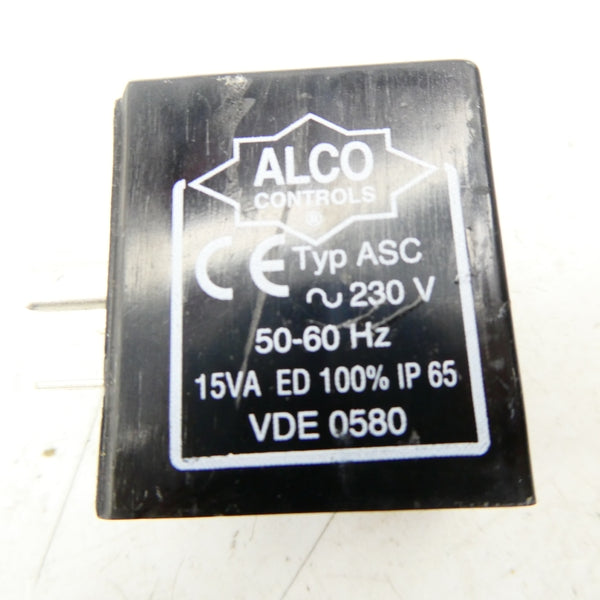 ALCO
CONTROLS
®
CE Typ ASC
~ 230 V
50-60 Hz
15VA ED 100% IP 65
VDE 0580